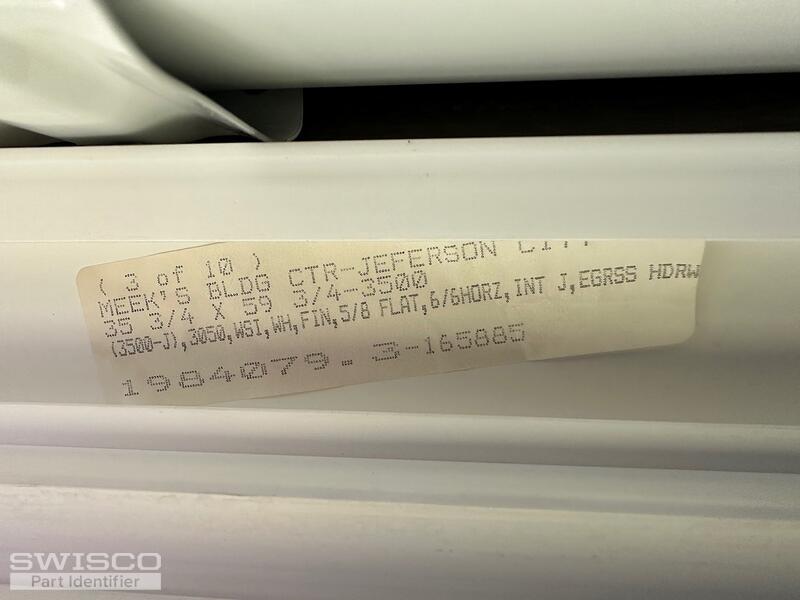 ( 3 of 10 )
MEEK'S BLDG CTR-JEFERSON CITY
35 3/4 X 59 3/4-3500
(3500-J),3050,WSI,WH,FIN,5/8 FLAT,6/6HORZ,INT J,EGRSS HDRW
1984079. 3-165885
SWISCO
Part Identifier